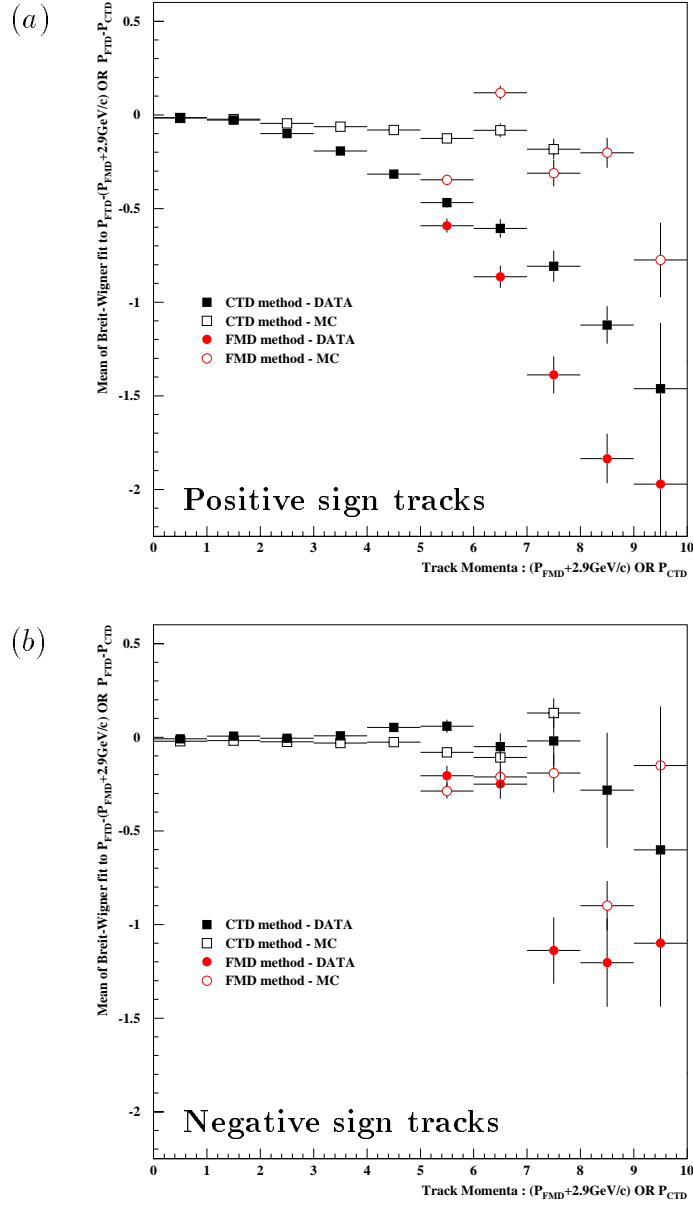 (a)
Mean of Breit-Wigner fit to P_FTD-(P_FMD+2.9GeV/c) OR P_FTD-P_CTD
0.5
0
-0.5
-1
-1.5
-2
CTD method - DATA
CTD method - MC
FMD method - DATA
FMD method - MC
Positive sign tracks
0 1 2 3 4 5 6 7 8 9 10
Track Momenta : (P_FMD+2.9GeV/c) OR P_CTD
(b)
Mean of Breit-Wigner fit to P_FTD-(P_FMD+2.9GeV/c) OR P_FTD-P_CTD
0.5
0
-0.5
-1
-1.5
-2
CTD method - DATA
CTD method - MC
FMD method - DATA
FMD method - MC
Negative sign tracks
0 1 2 3 4 5 6 7 8 9 10
Track Momenta : (P_FMD+2.9GeV/c) OR P_CTD